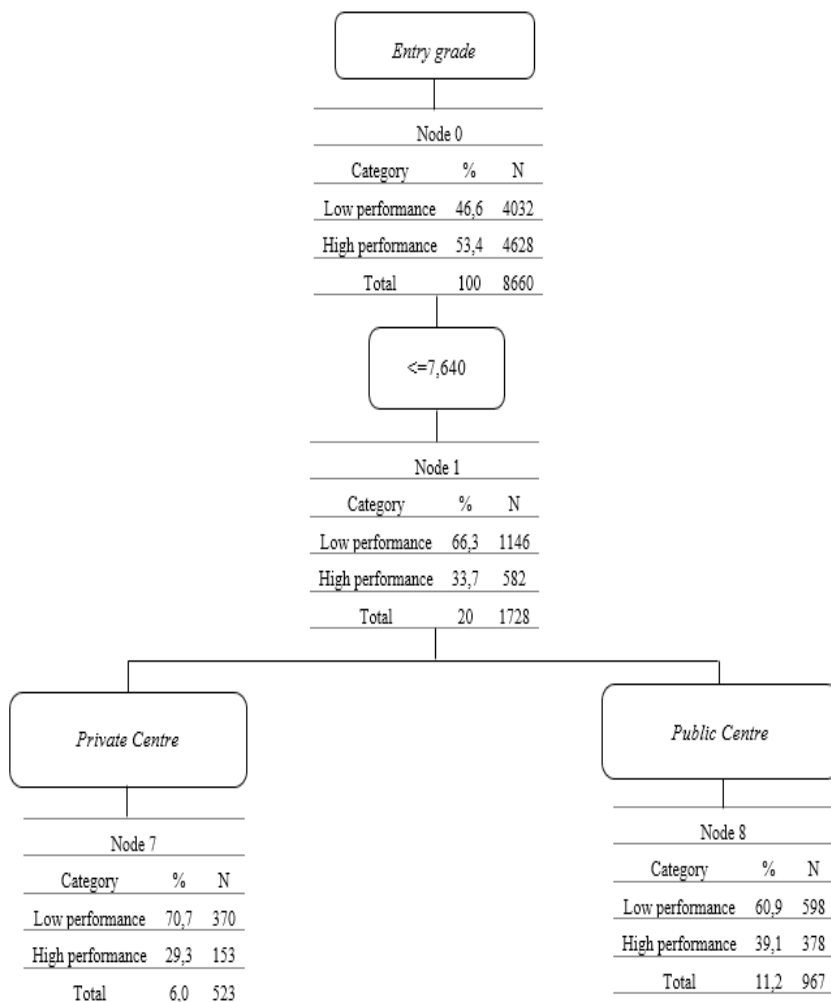 Entry grade
Node 0
Category % N
Low performance 46,6 4032
High performance 53,4 4628
Total 100 8660
<=7,640
Node 1
Category % N
Low performance 66,3 1146
High performance 33,7 582
Total 20 1728
Private Centre
Node 7
Category % N
Low performance 70,7 370
High performance 29,3 153
Total 6,0 523
Public Centre
Node 8
Category % N
Low performance 60,9 598
High performance 39,1 378
Total 11,2 967